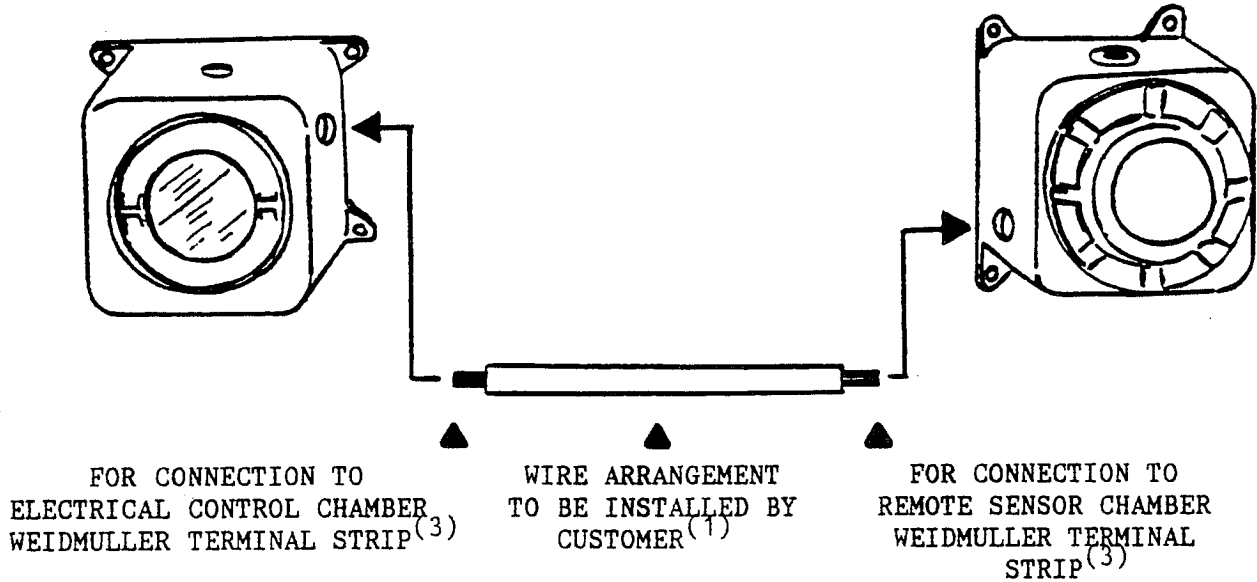 FOR CONNECTION TO
ELECTRICAL CONTROL CHAMBER
WEIDMULLER TERMINAL STRIP(3)
WIRE ARRANGEMENT
TO BE INSTALLED BY
CUSTOMER(1)
FOR CONNECTION TO
REMOTE SENSOR CHAMBER
WEIDMULLER TERMINAL
STRIP(3)